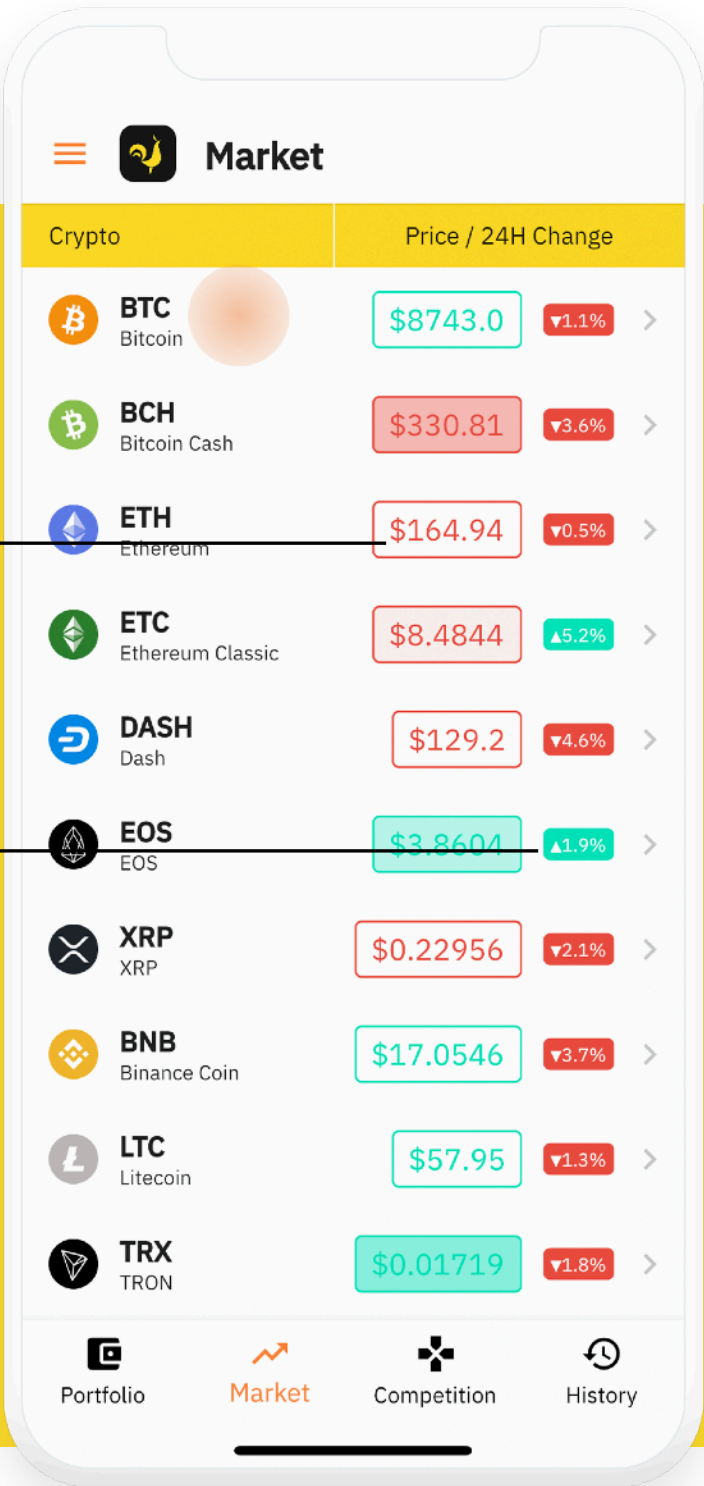 Market
Crypto Price / 24H Change
BTC $8743.0 ▼1.1%
Bitcoin
BCH $330.81 ▼3.6%
Bitcoin Cash
ETH $164.94 ▼0.5%
Ethereum
ETC $8.4844 ▲5.2%
Ethereum Classic
DASH $129.2 ▼4.6%
Dash
EOS $3.8604 ▲1.9%
EOS
XRP $0.22956 ▼2.1%
XRP
BNB $17.0546 ▼3.7%
Binance Coin
LTC $57.95 ▼1.3%
Litecoin
TRX $0.01719 ▼1.8%
TRON
Portfolio Market Competition History